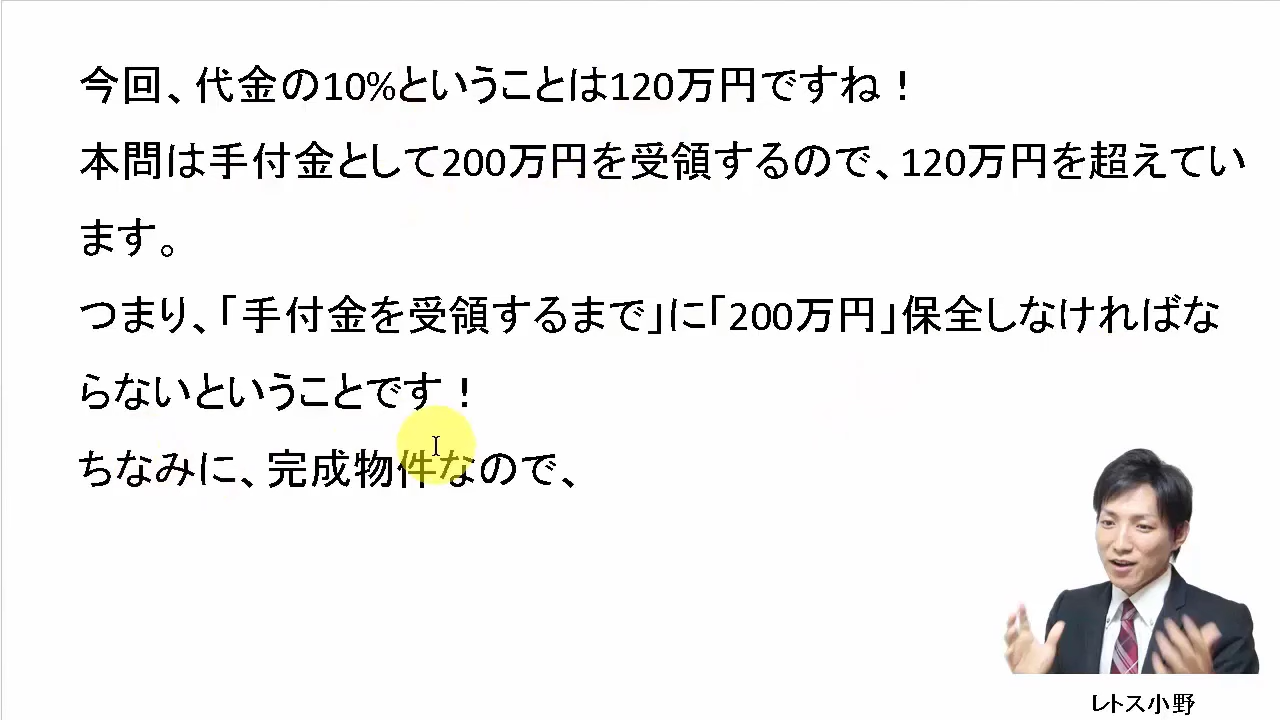 今回、代金の10%ということは120万円ですね！
本問は手付金として200万円を受領するので、120万円を超えてい
ます。
つまり、「手付金を受領するまで」に「200万円」保全しなければな
らないということです！
ちなみに、完成物件なので、
レトス小野